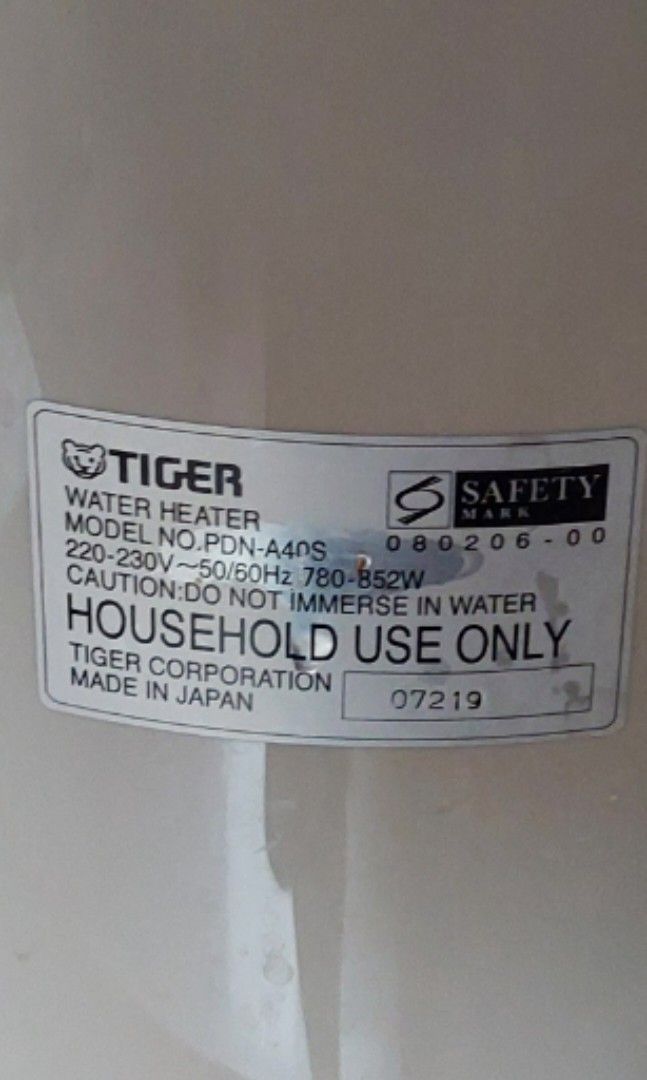 TIGER
WATER HEATER
MODEL NO.PDN-A40S
220-230V~50/60Hz 780-852W
CAUTION:DO NOT IMMERSE IN WATER
HOUSEHOLD USE ONLY
TIGER CORPORATION
MADE IN JAPAN
07219
SAFETY
MARK
080206-00